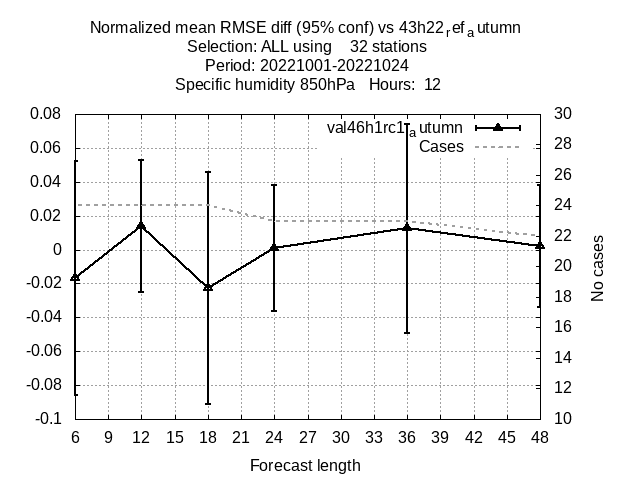 Normalized mean RMSE diff (95% conf) vs 43h22refautumn
Selection: ALL using 32 stations
Period: 20221001-20221024
Specific humidity 850hPa Hours: 12
val46h1rc1autumn
Cases
0.08
0.06
0.04
0.02
0
-0.02
-0.04
-0.06
-0.08
-0.1
30
28
26
24
22
20
18
16
14
12
10
No cases
6 9 12 15 18 21 24 27 30 33 36 39 42 45 48
Forecast length